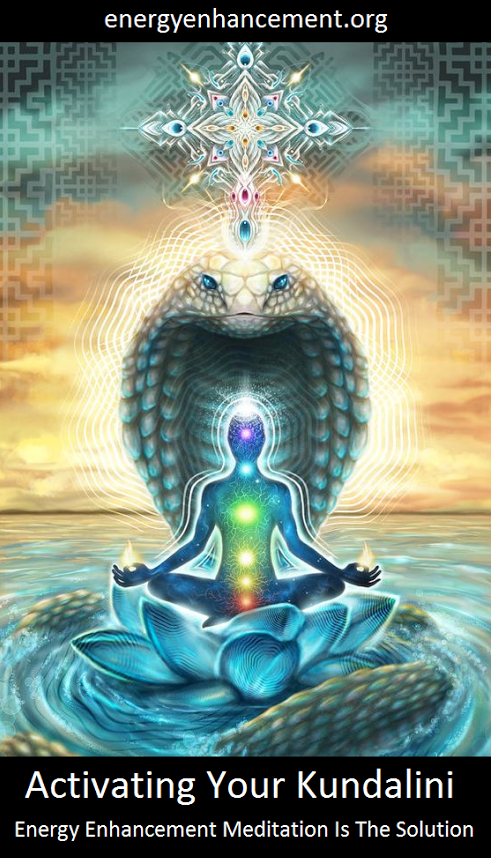 energyenhancement.org
Activating Your Kundalini
Energy Enhancement Meditation Is The Solution